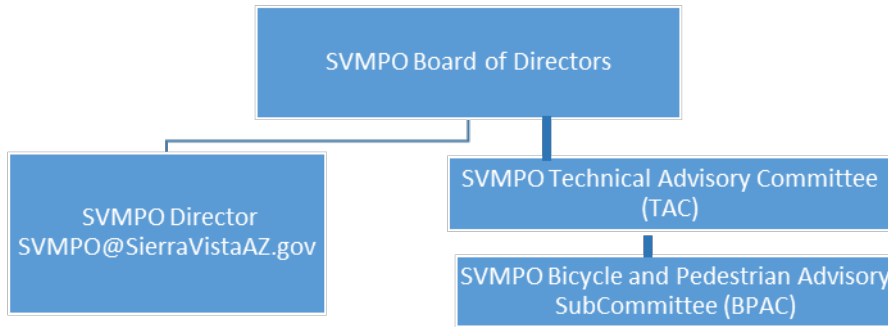 SVMPO Board of Directors
SVMPO Director
SVMPO@SierraVistaAZ.gov
SVMPO Technical Advisory Committee
(TAC)
SVMPO Bicycle and Pedestrian Advisory
SubCommittee (BPAC)